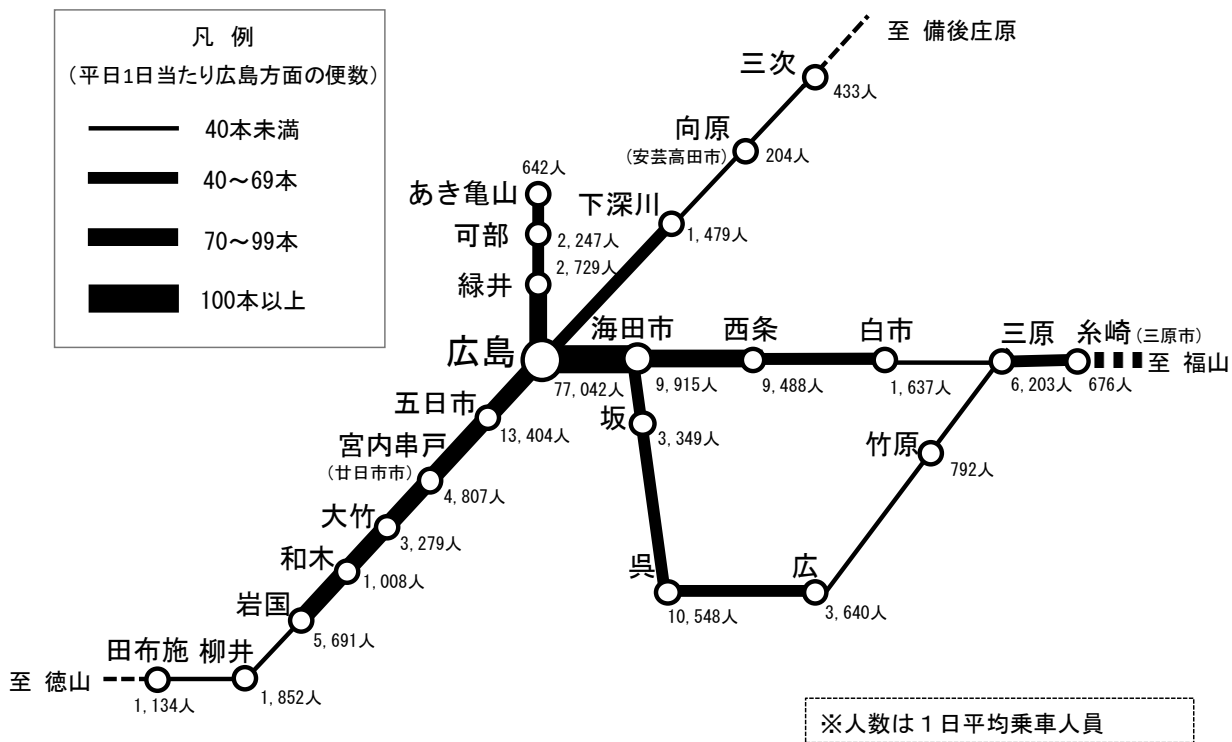 凡 例
(平日1日当たり広島方面の便数)
40本未満
40～69本
70～99本
100本以上
至 備後庄原
三次
433人
向原
(安芸高田市)
204人
下深川
1,479人
642人
あき亀山
可部
2,247人
2,729人
緑井
広島
77,042人
海田市
9,915人
西条
9,488人
白市
1,637人
三原
6,203人
糸崎(三原市)
676人
至 福山
坂
3,349人
竹原
792人
呉
10,548人
広
3,640人
五日市
13,404人
宮内串戸
(廿日市市)
4,807人
大竹
3,279人
和木
1,008人
岩国
5,691人
柳井
1,852人
田布施
1,134人
至 徳山
※人数は1日平均乗車人員